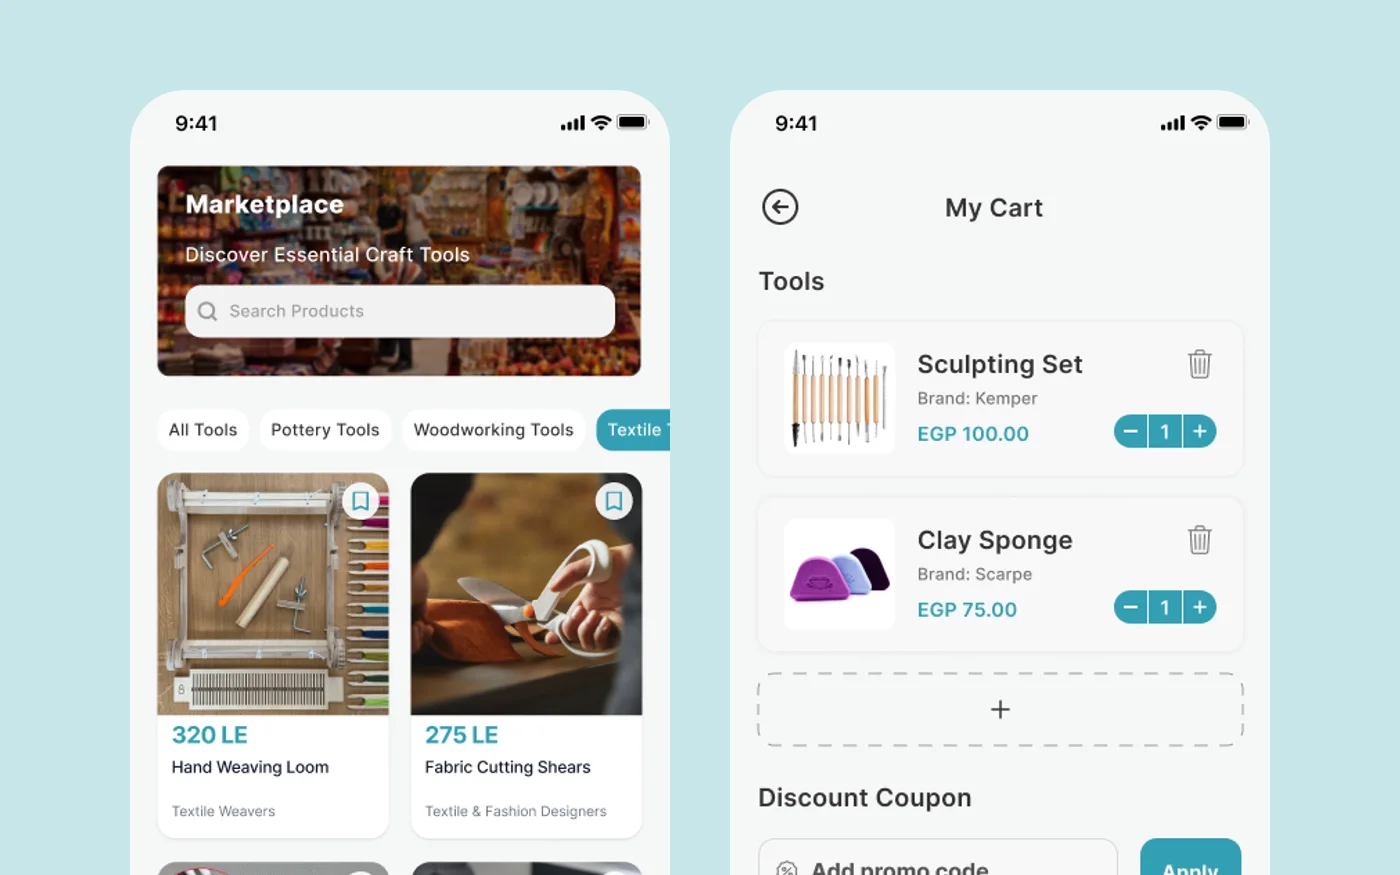 9:41
Marketplace
Discover Essential Craft Tools
Search Products
All Tools
Pottery Tools
Woodworking Tools
Textile
320 LE
Hand Weaving Loom
Textile Weavers
275 LE
Fabric Cutting Shears
Textile & Fashion Designers
9:41
My Cart
Tools
Sculpting Set
Brand: Kemper
EGP 100.00
1
Clay Sponge
Brand: Scarpe
EGP 75.00
1
Discount Coupon
Add promo code
Apply